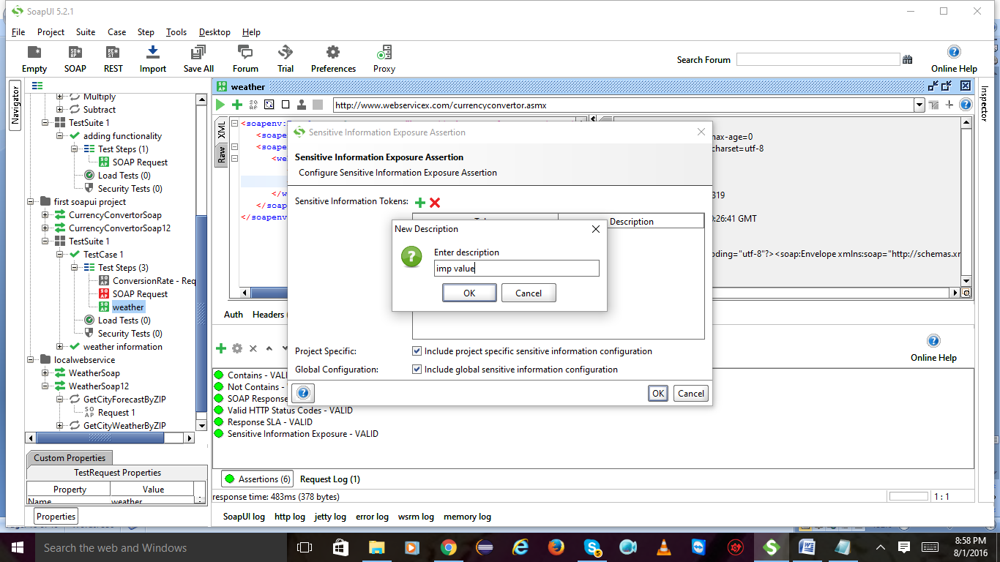 SoapUI 5.2.1
File Project Suite Case Step Tools Desktop Help
Empty SOAP REST Import Save All Forum Trial Preferences Proxy
Search Forum
Online Help
Navigator
Multiply
Subtract
TestSuite 1
adding functionality
Test Steps (1)
SOAP Request
Load Tests (0)
Security Tests (0)
first soapui project
CurrencyConvertorSoap
CurrencyConvertorSoap12
TestSuite 1
TestCase 1
Test Steps (3)
ConversionRate - Req
SOAP Request
weather
Load Tests (0)
Security Tests (0)
weather information
localwebservice
WeatherSoap
WeatherSoap12
GetCityForecastByZIP
Request 1
GetCityWeatherByZIP
Custom Properties
TestRequest Properties
Property Value
Name weather
Properties
weather
http://www.webservicex.com/currencyconvertor.asmx
XML
Raw
<soapenv:
<soape
<soape
<we
</w
</soap
</soapenv
max-age=0
charset=utf-8
319
:26:41 GMT
oding="utf-8"?><soap:Envelope xmlns:soap="http://schemas.xr
Inspector
Sensitive Information Exposure Assertion
Sensitive Information Exposure Assertion
Configure Sensitive Information Exposure Assertion
Sensitive Information Tokens:
Description
New Description
Enter description
imp value
OK Cancel
Project Specific: Include project specific sensitive information configuration
Global Configuration: Include global sensitive information configuration
OK Cancel
Auth Headers (
Online Help
Contains - VALI
Not Contains -
SOAP Response
Valid HTTP Status Codes - VALID
Response SLA - VALID
Sensitive Information Exposure - VALID
Assertions (6) Request Log (1)
response time: 483ms (378 bytes)
1 : 1
SoapUI log http log jetty log error log wsrm log memory log
Search the web and Windows
5
8:58 PM
8/1/2016